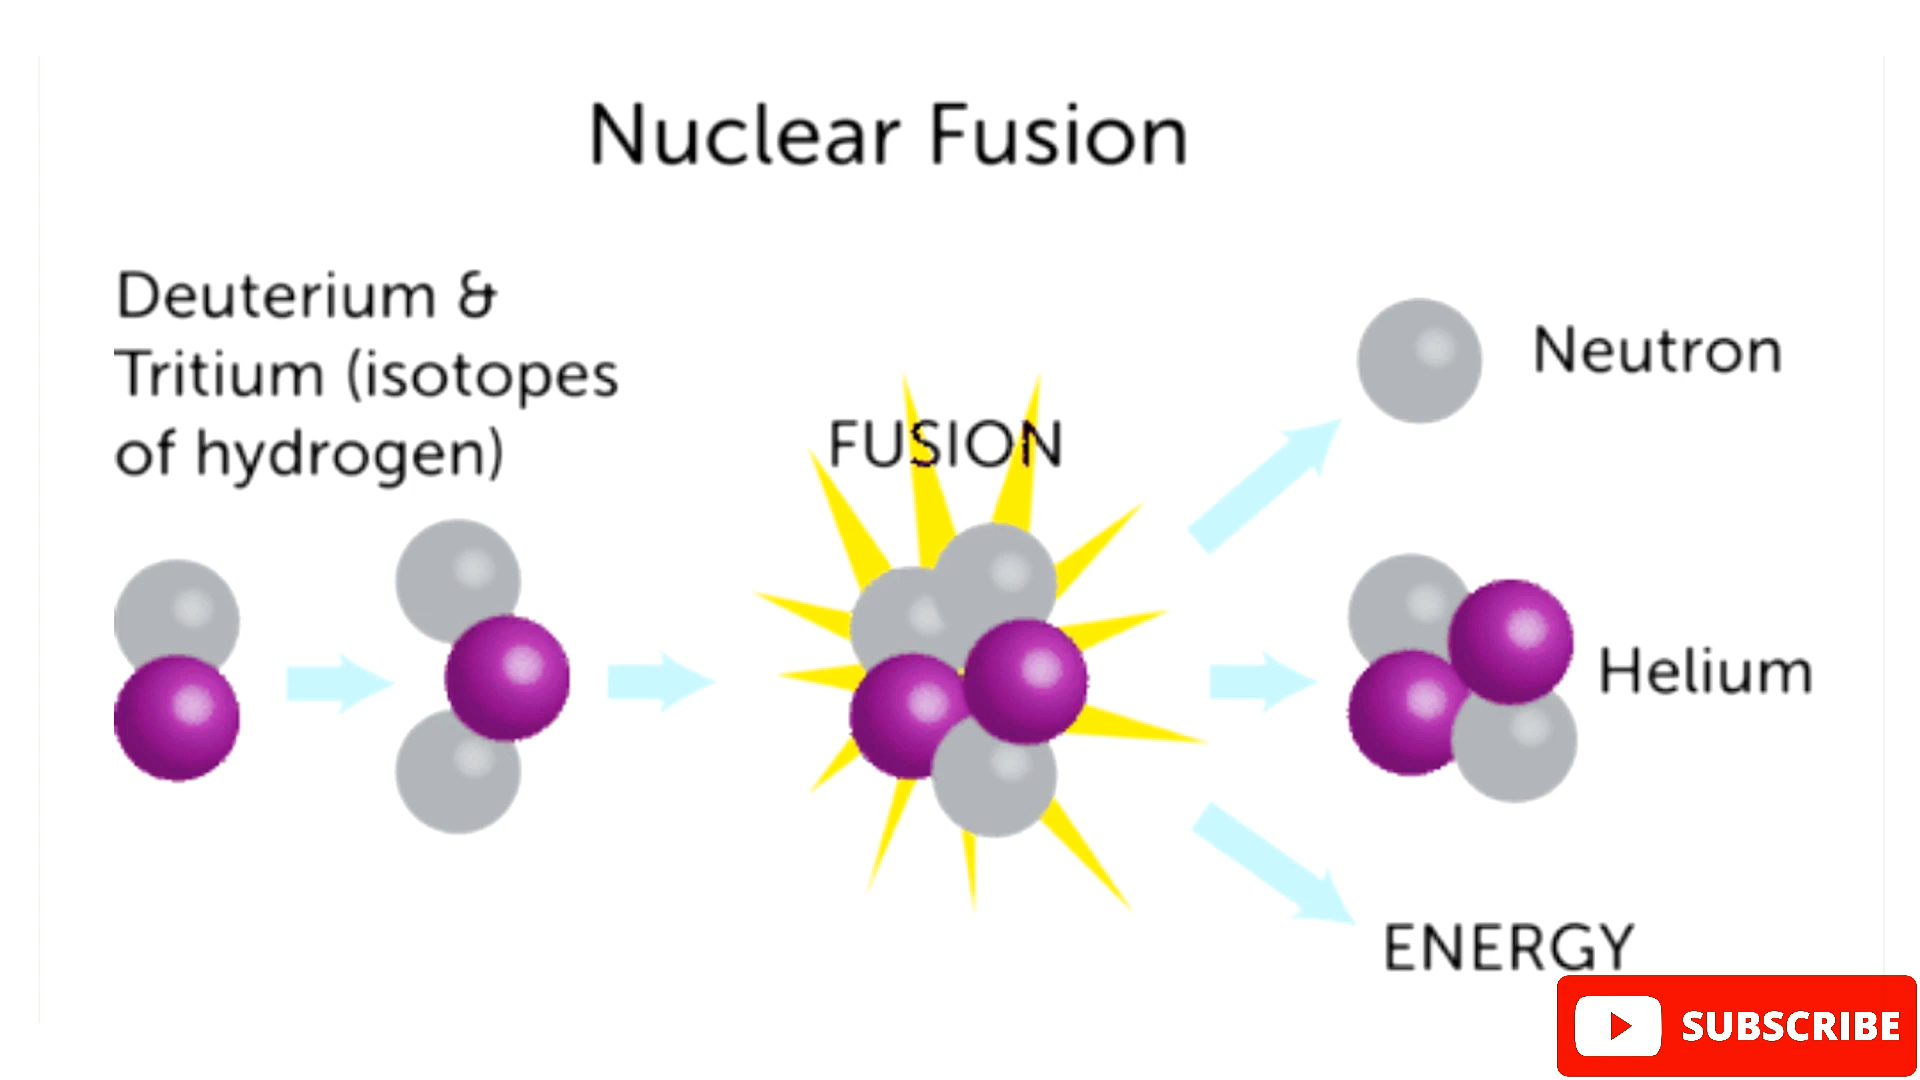 Nuclear Fusion
Deuterium &
Tritium (isotopes
of hydrogen)
FUSION
Neutron
Helium
ENERGY
SUBSCRIBE